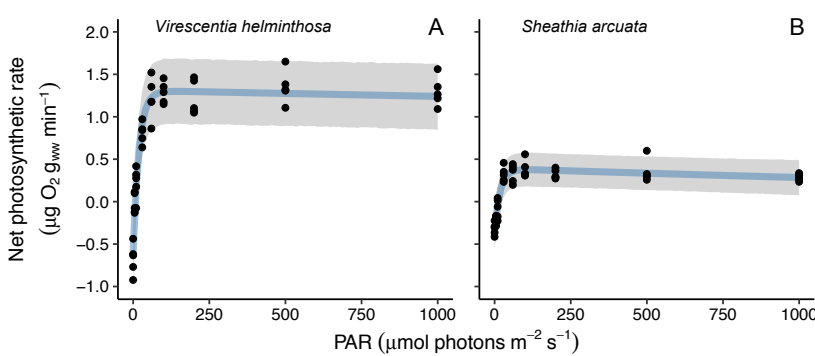 Virescentia helminthosa
A
Sheathia arcuata
B
Net photosynthetic rate
(μg O₂ g_ww min⁻¹)
2.0
1.5
1.0
0.5
0.0
−0.5
−1.0
0 250 500 750 1000
0 250 500 750 1000
PAR (μmol photons m⁻² s⁻¹)